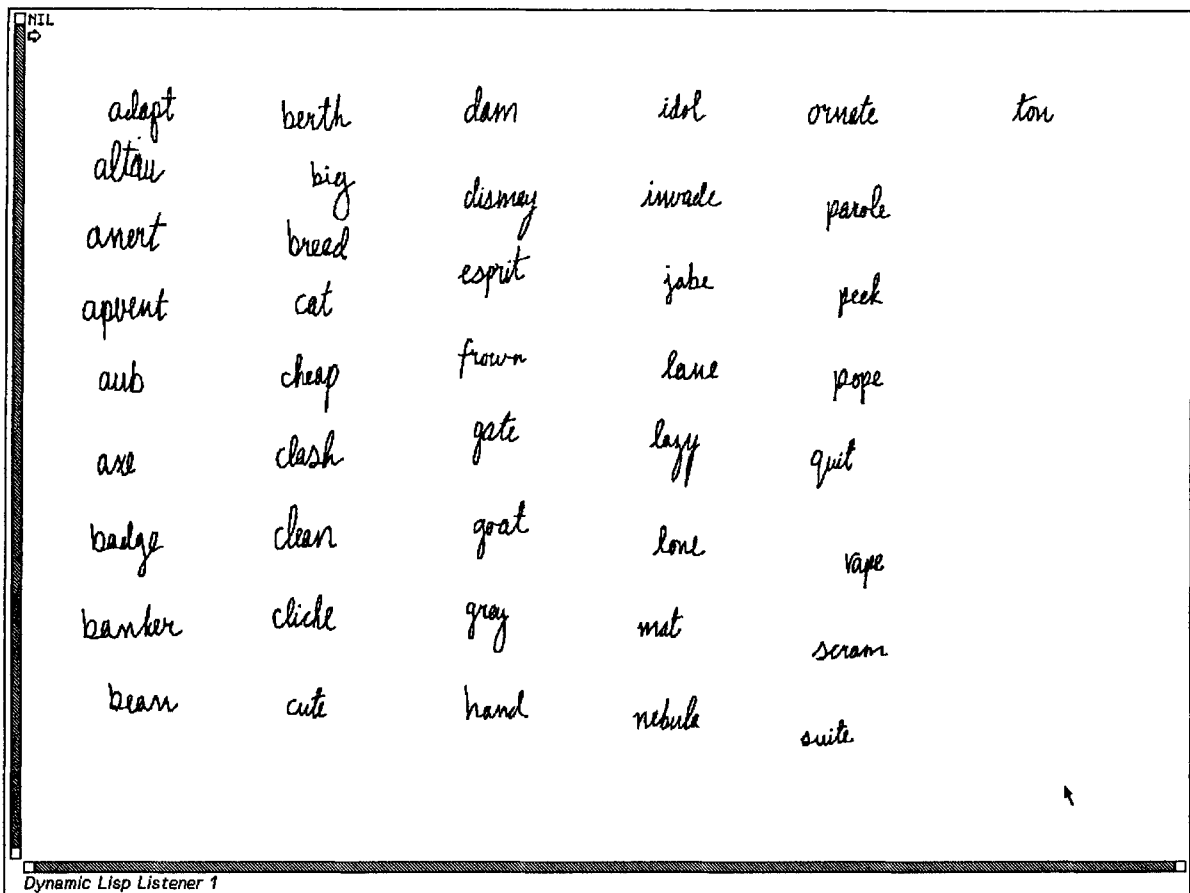 NIL
adapt berth dam idol ornate ton
altau big dismay invade parole
anert breed esprit jabe peek
apvent cat frown lane pope
aub cheap gate lazy quit
axe clash goat lone vape
badge clean gray mat scram
banker cliche hand nebula suite
bean cute
Dynamic Lisp Listener 1